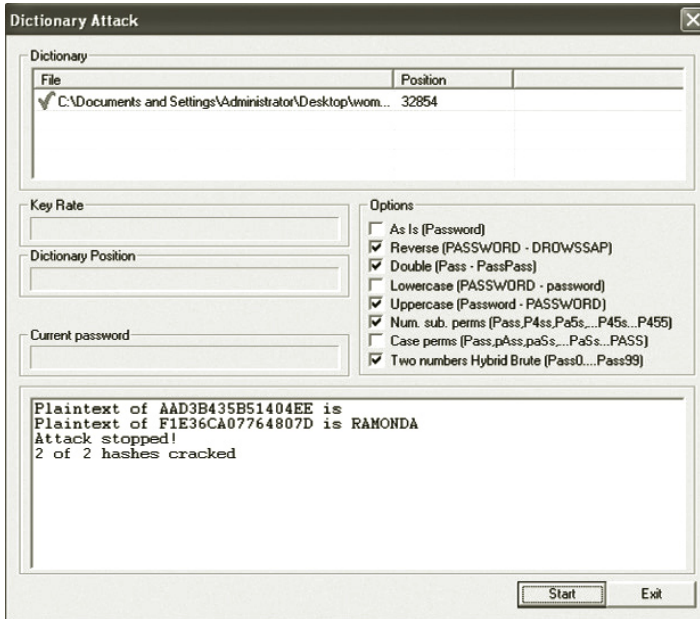 Dictionary Attack
Dictionary
File Position
C:\Documents and Settings\Administrator\Desktop\wom... 32854
Key Rate
Dictionary Position
Current password
Options
As Is (Password)
Reverse (PASSWORD - DROWSSAP)
Double (Pass - PassPass)
Lowercase (PASSWORD - password)
Uppercase (Password - PASSWORD)
Num. sub. perms (Pass,P4ss,Pa5s,...P45s...P455)
Case perms (Pass,pAss,paSs,...PaSs...PASS)
Two numbers Hybrid Brute (Pass0....Pass99)
Plaintext of AAD3B435B51404EE is
Plaintext of F1E36CA07764807D is RAMONDA
Attack stopped!
2 of 2 hashes cracked
Start Exit